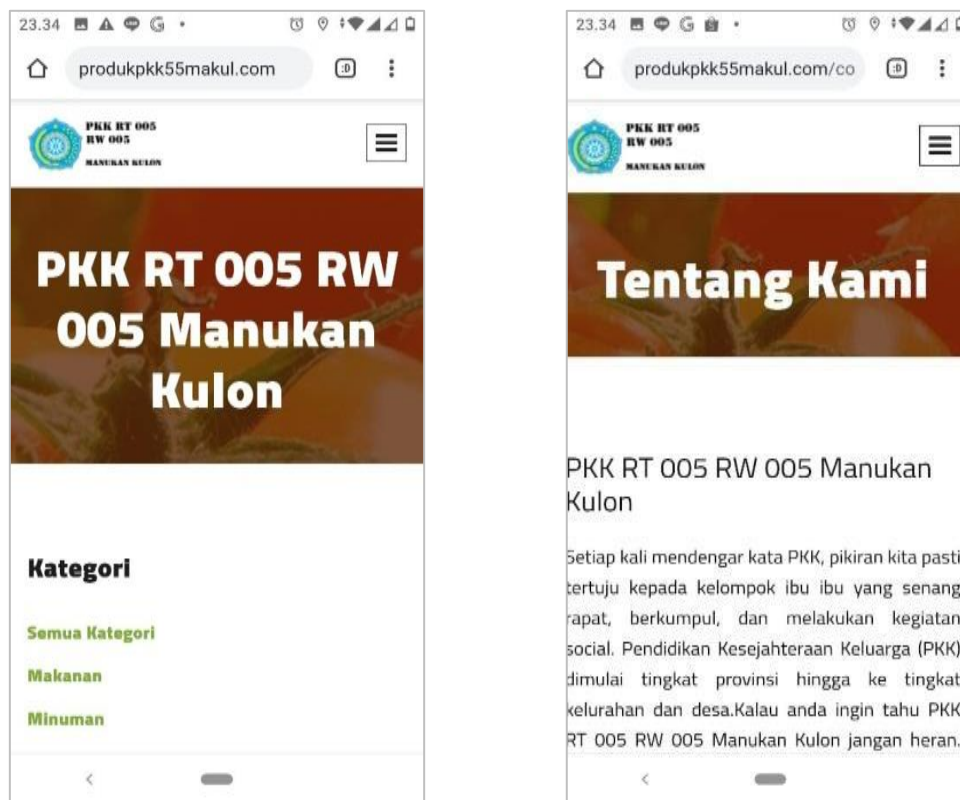 23.34
produkpkk55makul.com
:D
PKK RT 005
RW 005
MANUKAN KULON
PKK RT 005 RW
005 Manukan
Kulon
Kategori
Semua Kategori
Makanan
Minuman
23.34
produkpkk55makul.com/co
:D
PKK RT 005
RW 005
MANUKAN KULON
Tentang Kami
PKK RT 005 RW 005 Manukan
Kulon
Setiap kali mendengar kata PKK, pikiran kita pasti
tertuju kepada kelompok ibu ibu yang senang
rapat, berkumpul, dan melakukan kegiatan
social. Pendidikan Kesejahteraan Keluarga (PKK)
dimulai tingkat provinsi hingga ke tingkat
kelurahan dan desa.Kalau anda ingin tahu PKK
RT 005 RW 005 Manukan Kulon jangan heran.